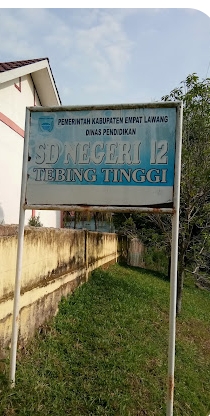 PEMERINTAH KABUPATEN EMPAT LAWANG
DINAS PENDIDIKAN
SD NEGERI 12
TEBING TINGGI